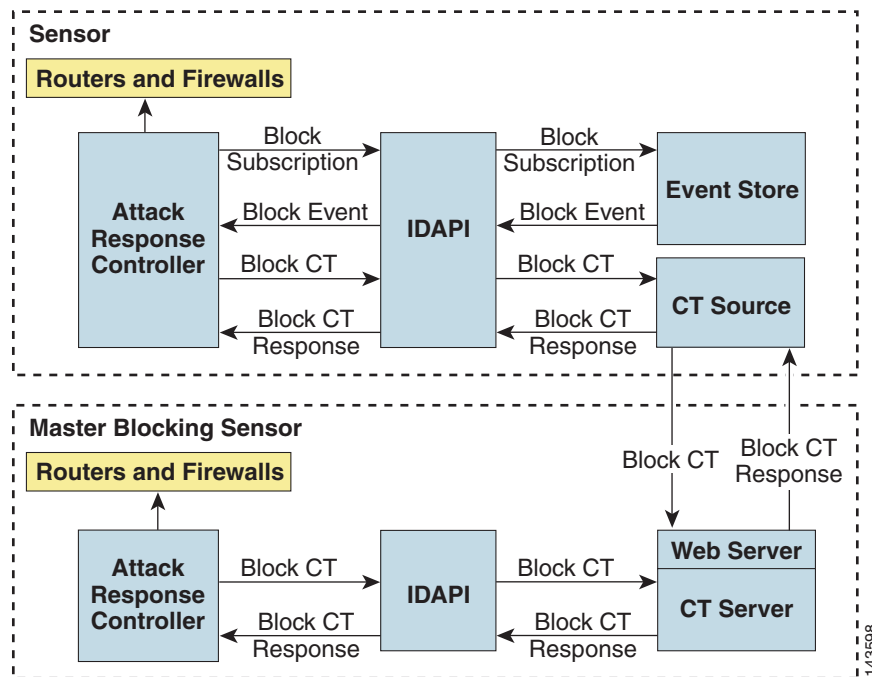 Sensor
Routers and Firewalls
Attack
Response
Controller
Block
Subscription
Block Event
Block CT
Block CT
Response
IDAPI
Block
Subscription
Block Event
Block CT
Block CT
Response
Event Store
CT Source
Block CT
Block CT
Response
Master Blocking Sensor
Routers and Firewalls
Attack
Response
Controller
Block CT
Block CT
Response
IDAPI
Block CT
Block CT
Response
Web Server
CT Server
143598